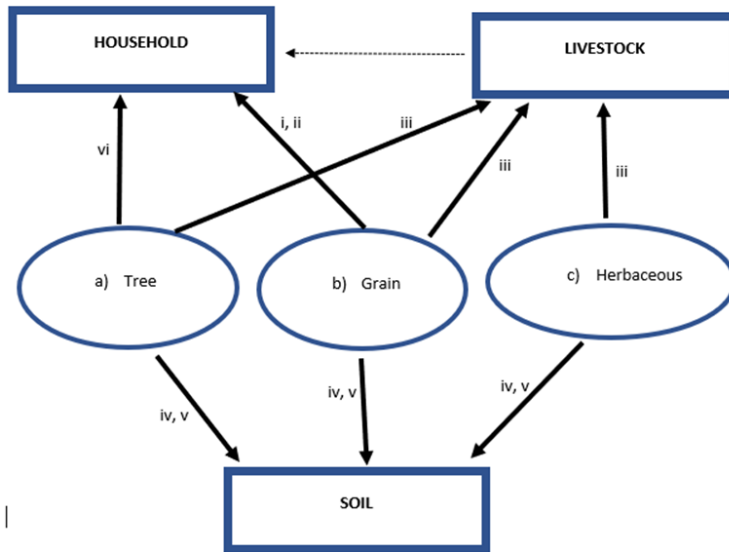 HOUSEHOLD
LIVESTOCK
i, ii
iii
vi
iii
iii
a) Tree
b) Grain
c) Herbaceous
iv, v
iv, v
iv, v
SOIL